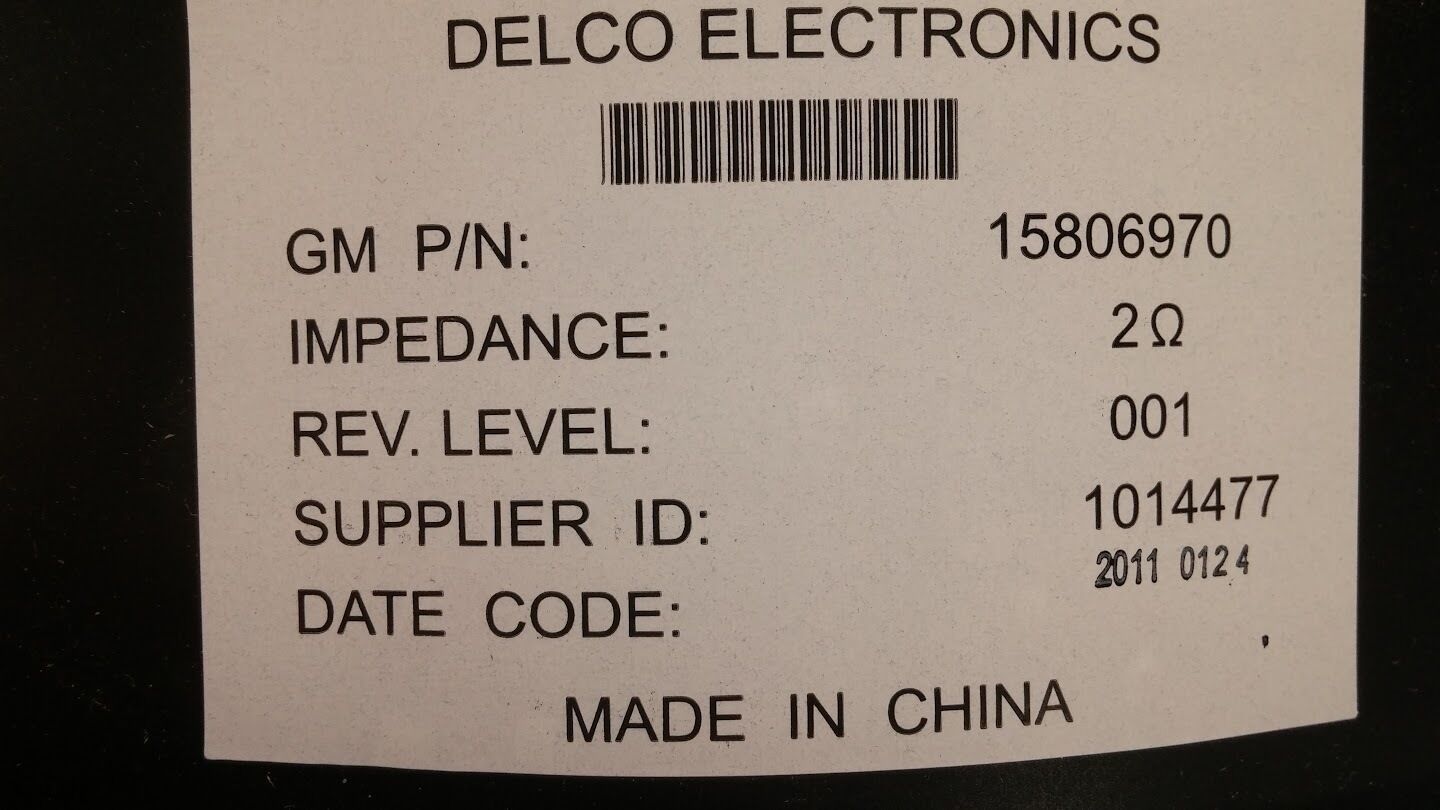 DELCO ELECTRONICS
GM P/N: 15806970
IMPEDANCE: 2Ω
REV. LEVEL: 001
SUPPLIER ID: 1014477
2011 0124
DATE CODE:
MADE IN CHINA